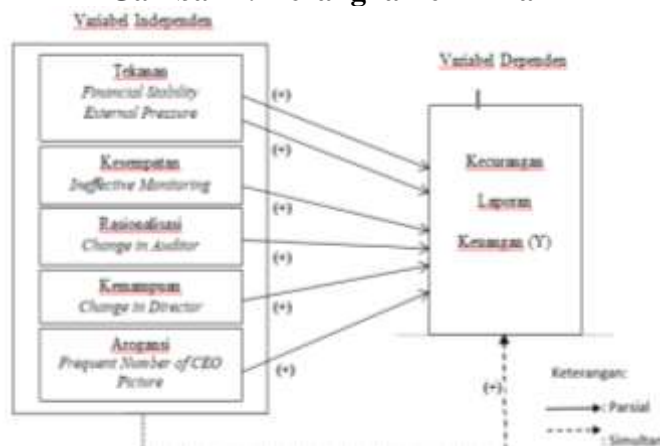 Variabel Independen
Tekanan
Financial Stability
External Pressure
Kesempatan
Ineffective Monitoring
Rasionalisasi
Change in Auditor
Kemampuan
Change in Director
Arogansi
Frequent Number of CEO
Picture
(+)
(+)
(+)
(+)
(+)
(+)
Variabel Dependen
Kecurangan
Laporan
Keuangan (Y)
(+)
Keterangan:
: Parsial
: Simultan